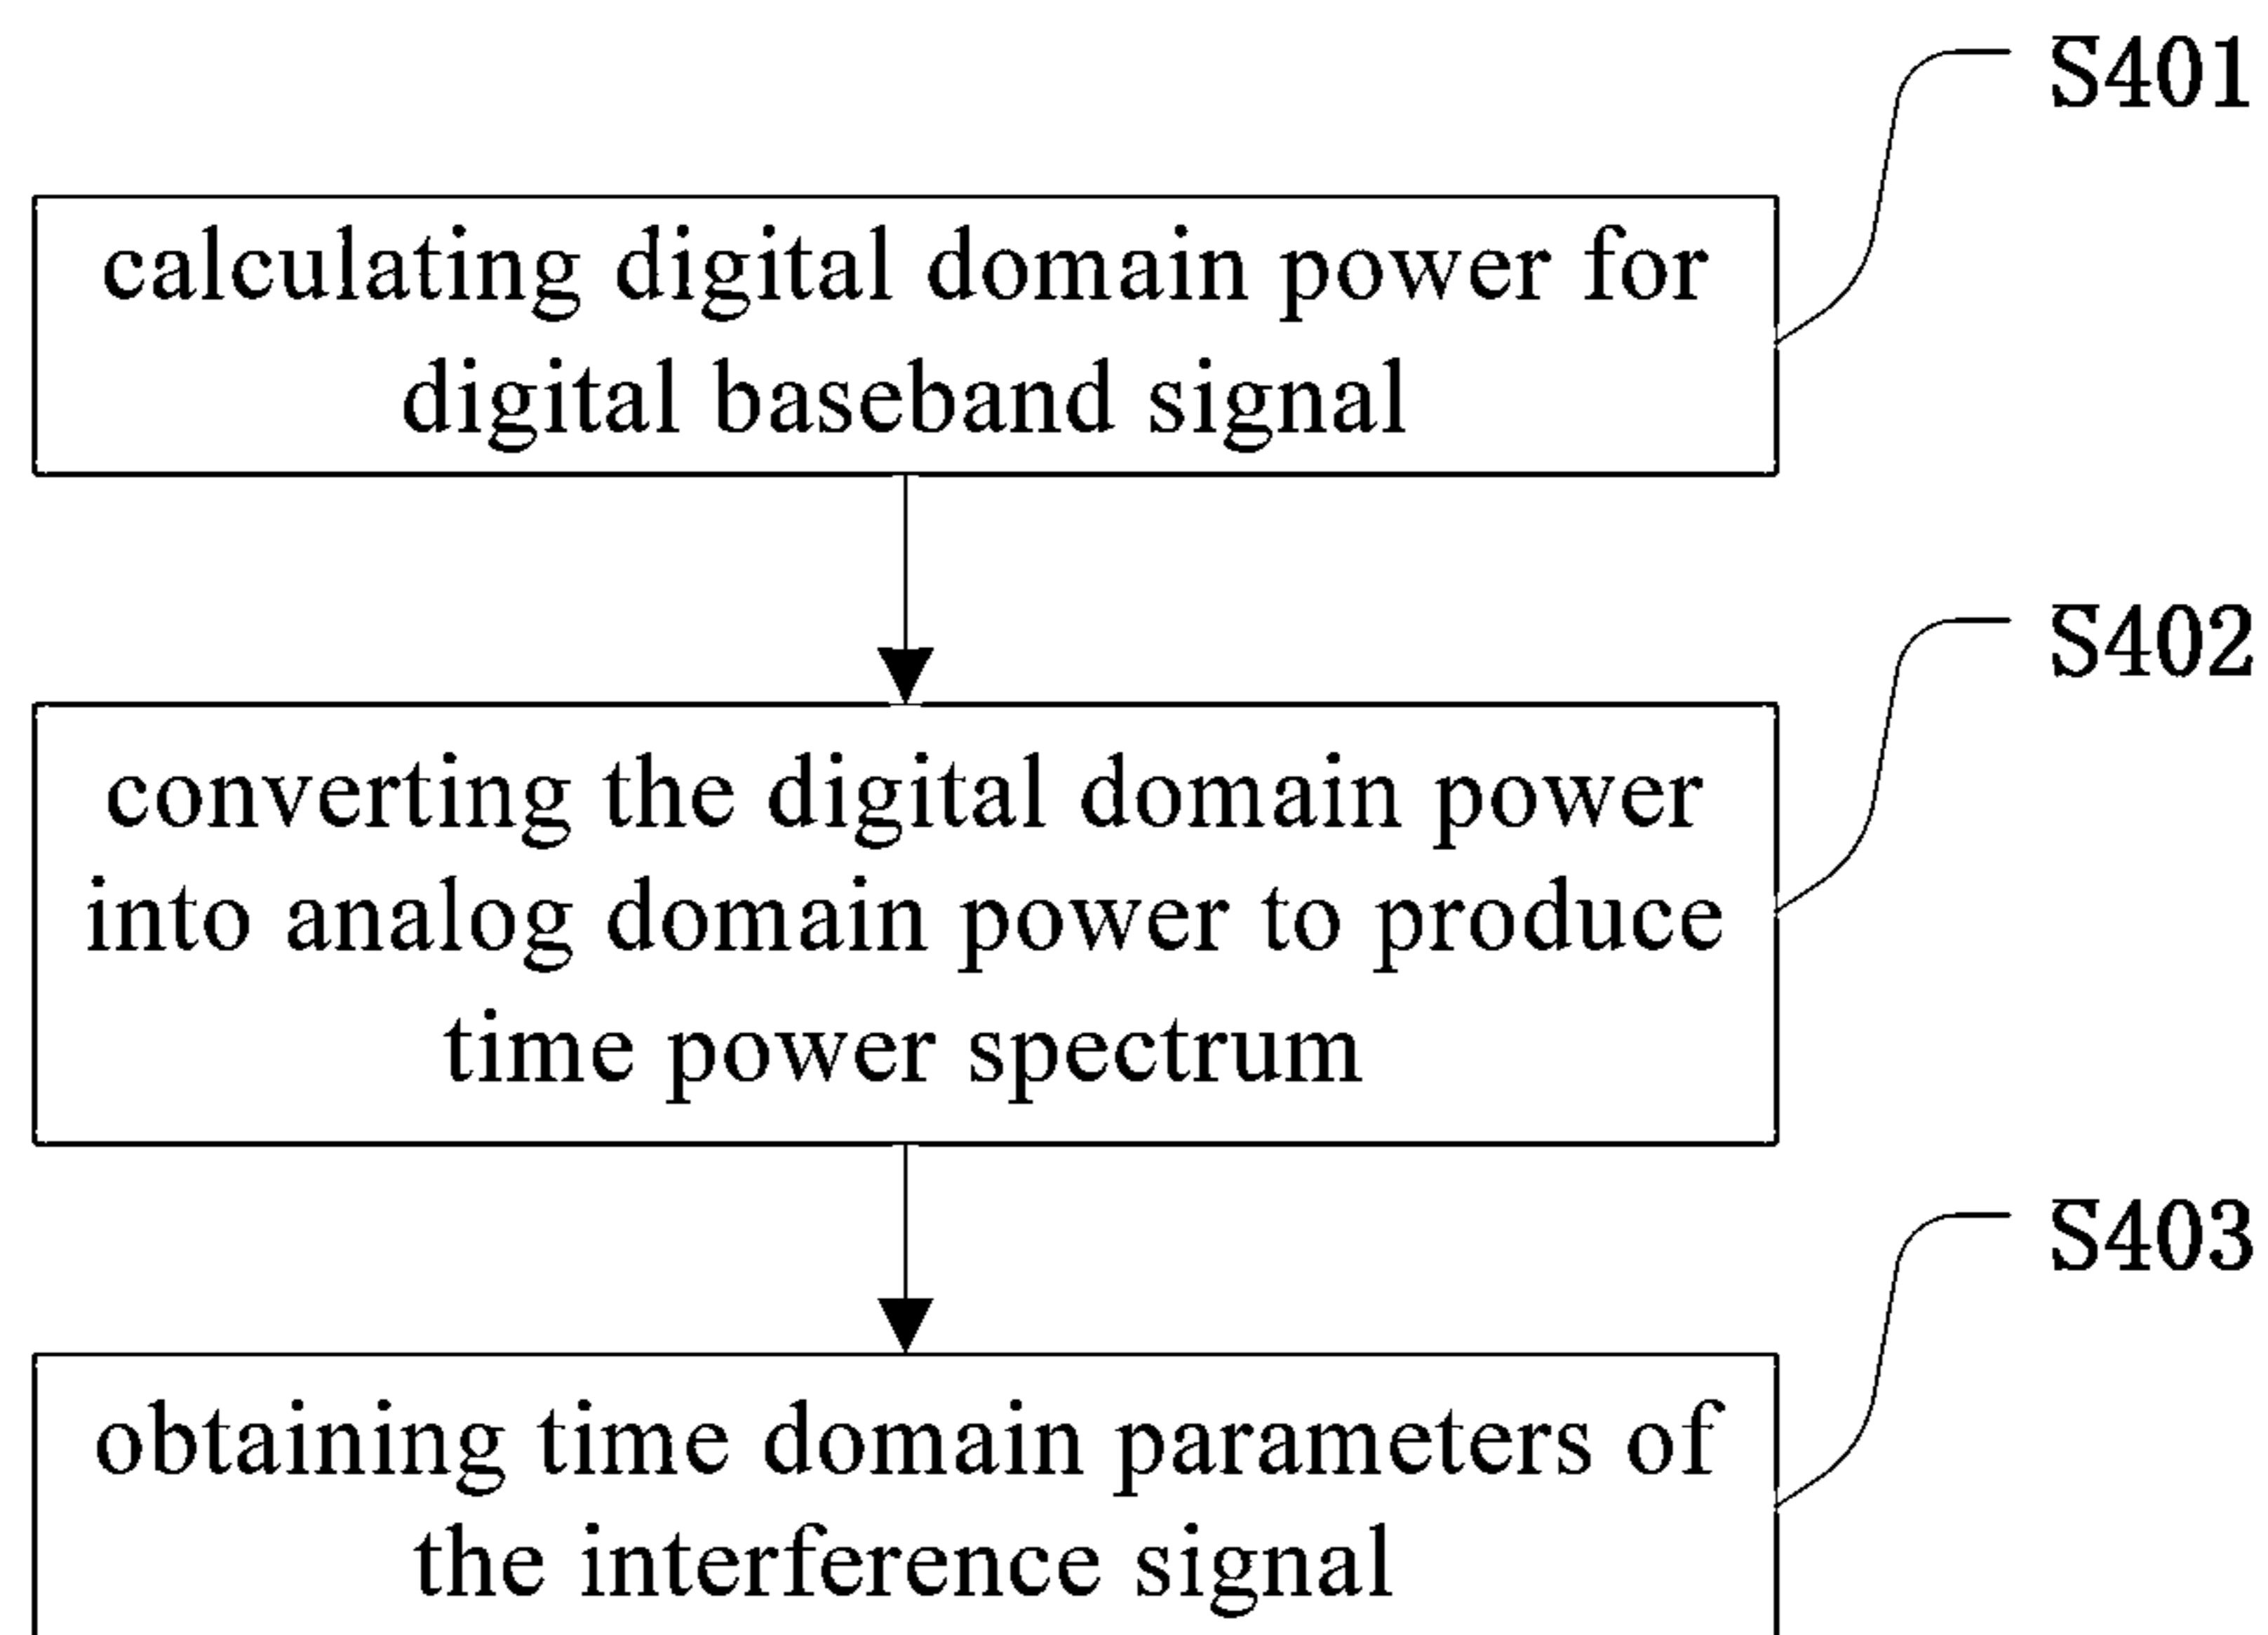 S401
calculating digital domain power for
digital baseband signal
S402
converting the digital domain power
into analog domain power to produce
time power spectrum
S403
obtaining time domain parameters of
the interference signal